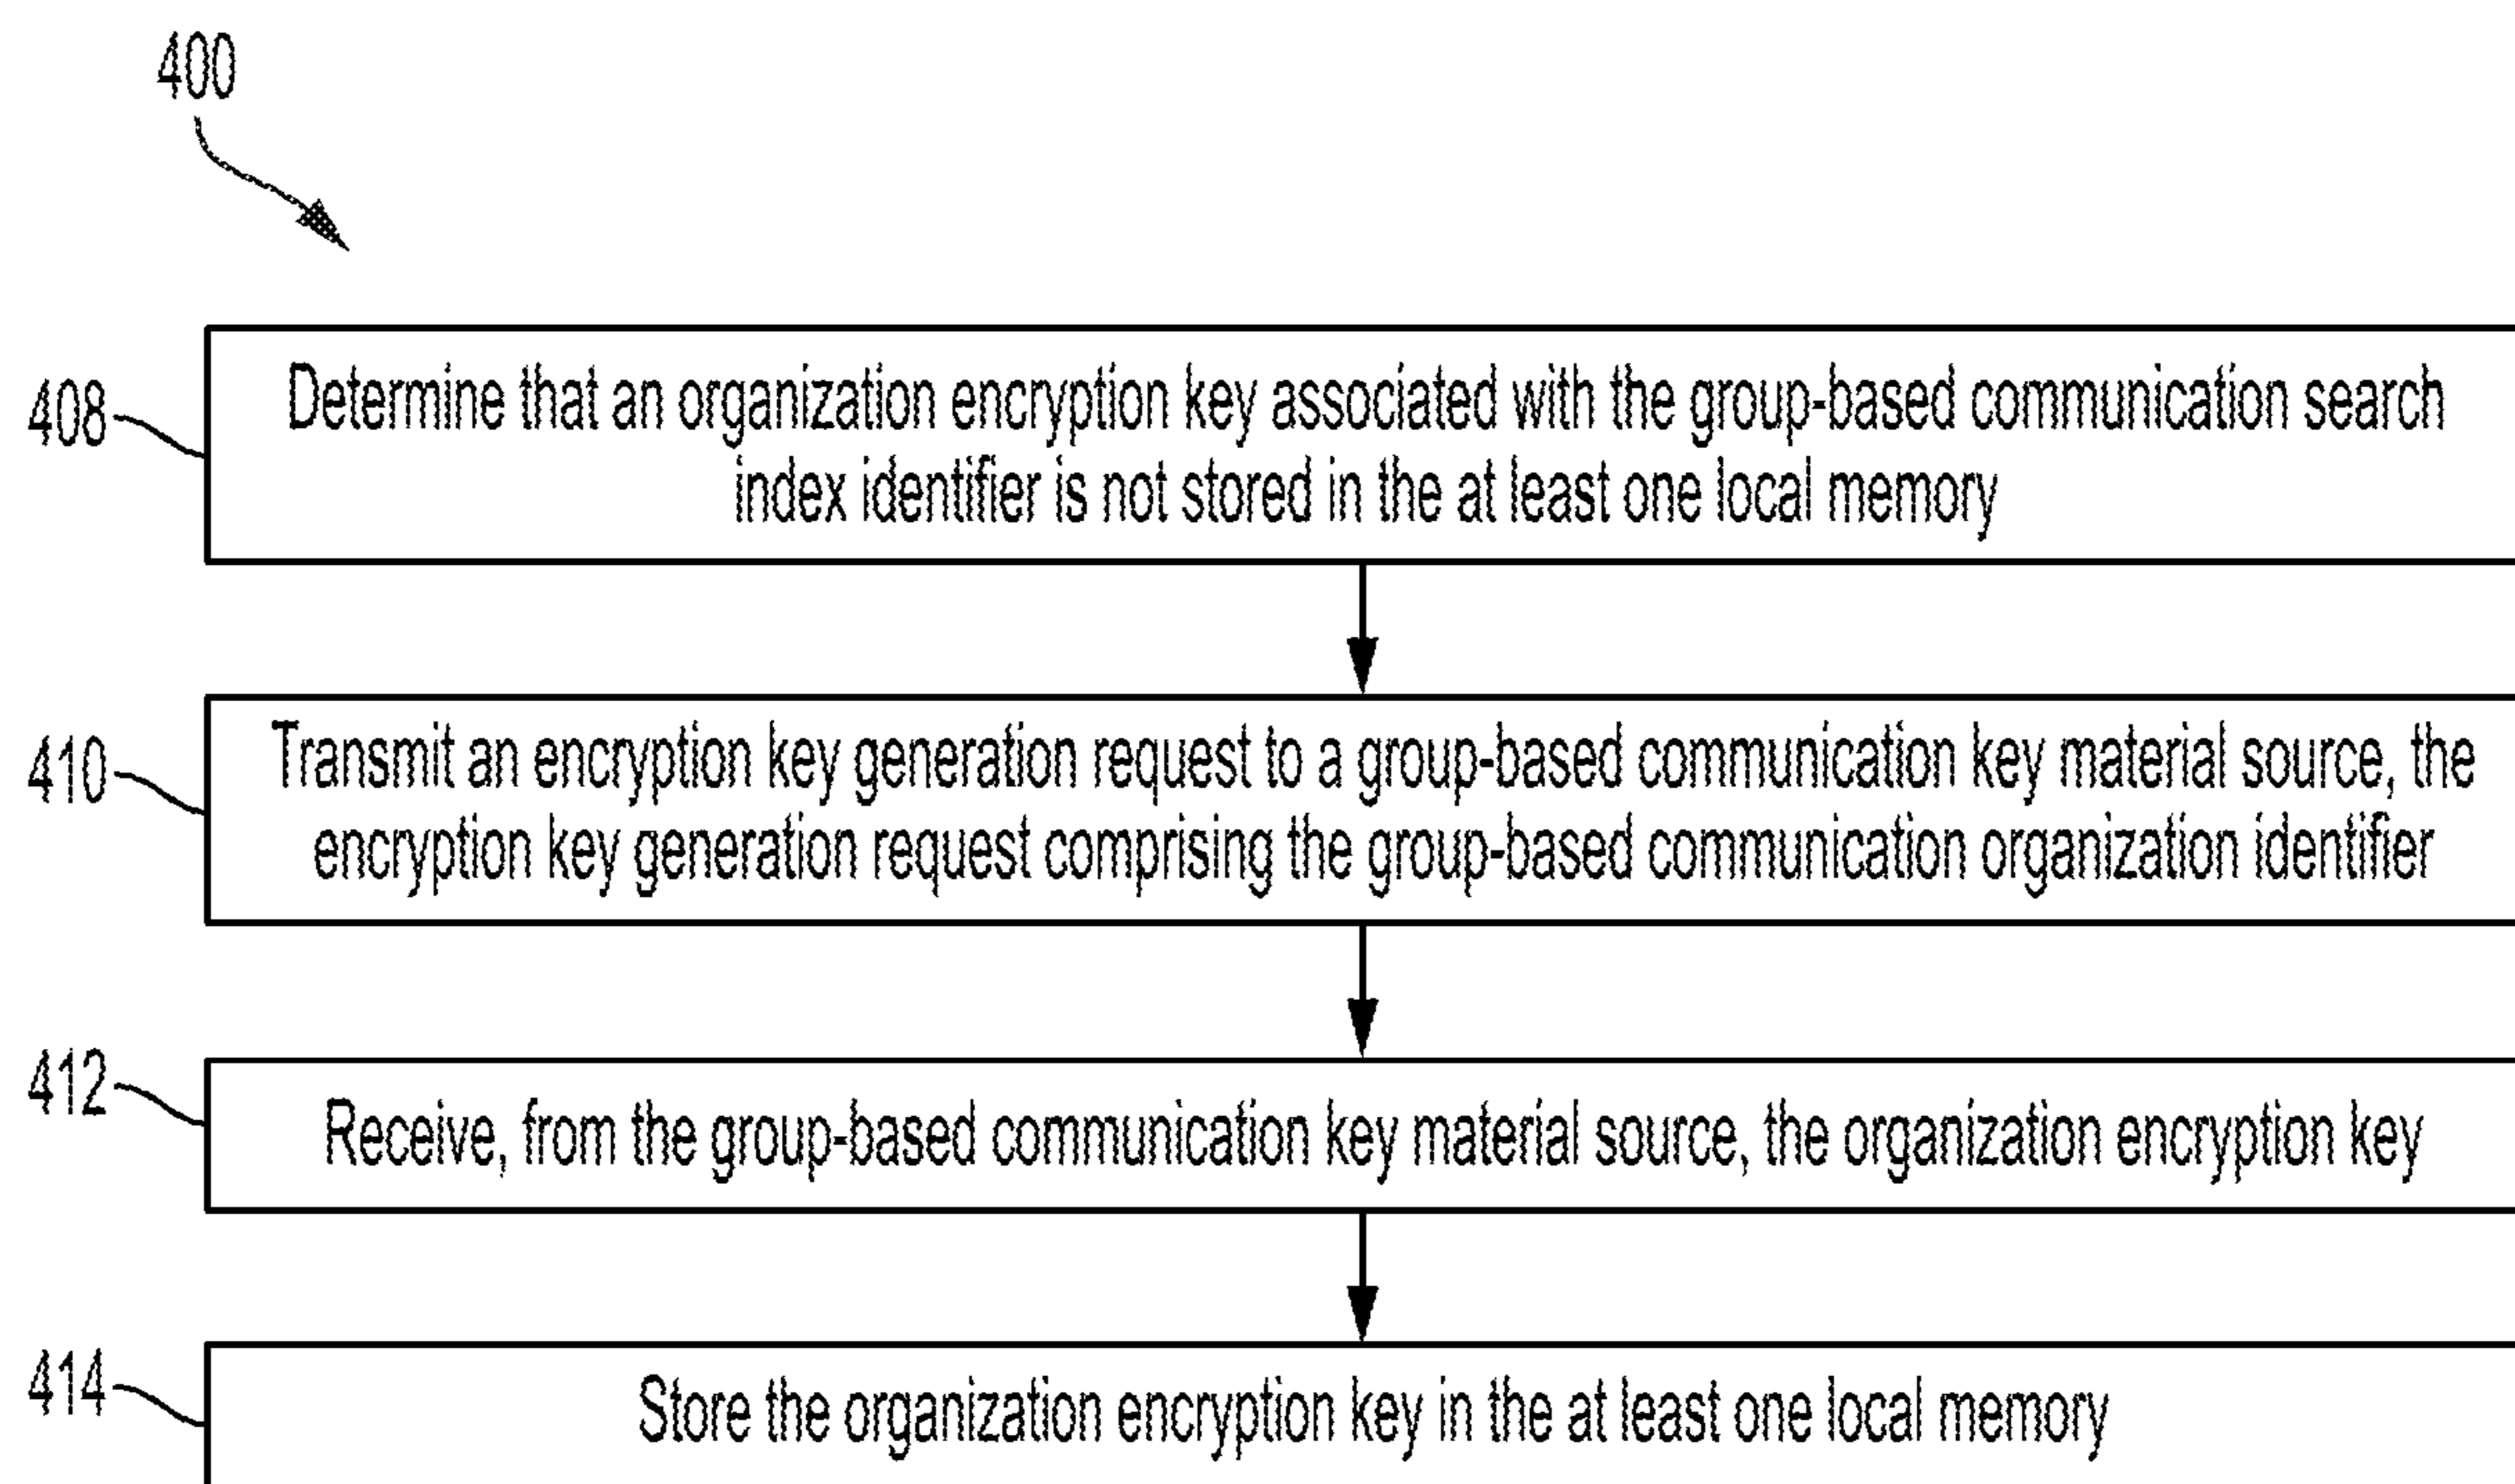 400
408
Determine that an organization encryption key associated with the group-based communication search
index identifier is not stored in the at least one local memory
410
Transmit an encryption key generation request to a group-based communication key material source, the
encryption key generation request comprising the group-based communication organization identifier
412
Receive, from the group-based communication key material source, the organization encryption key
414
Store the organization encryption key in the at least one local memory